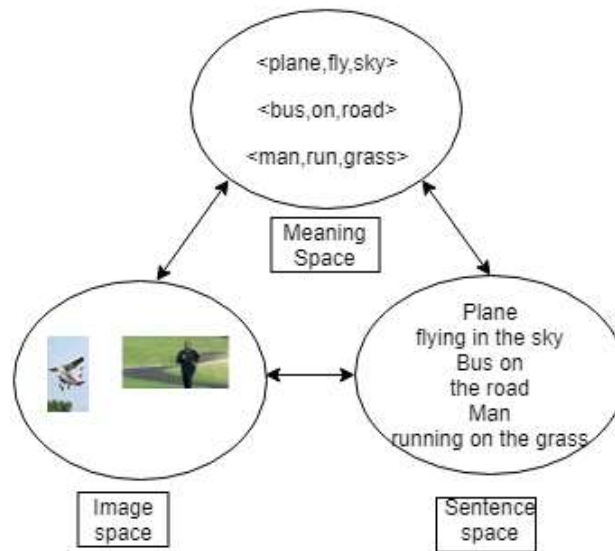 <plane,fly,sky>
<bus,on,road>
<man,run,grass>
Meaning
Space
Plane
flying in the sky
Bus on
the road
Man
running on the grass
Image
space
Sentence
space